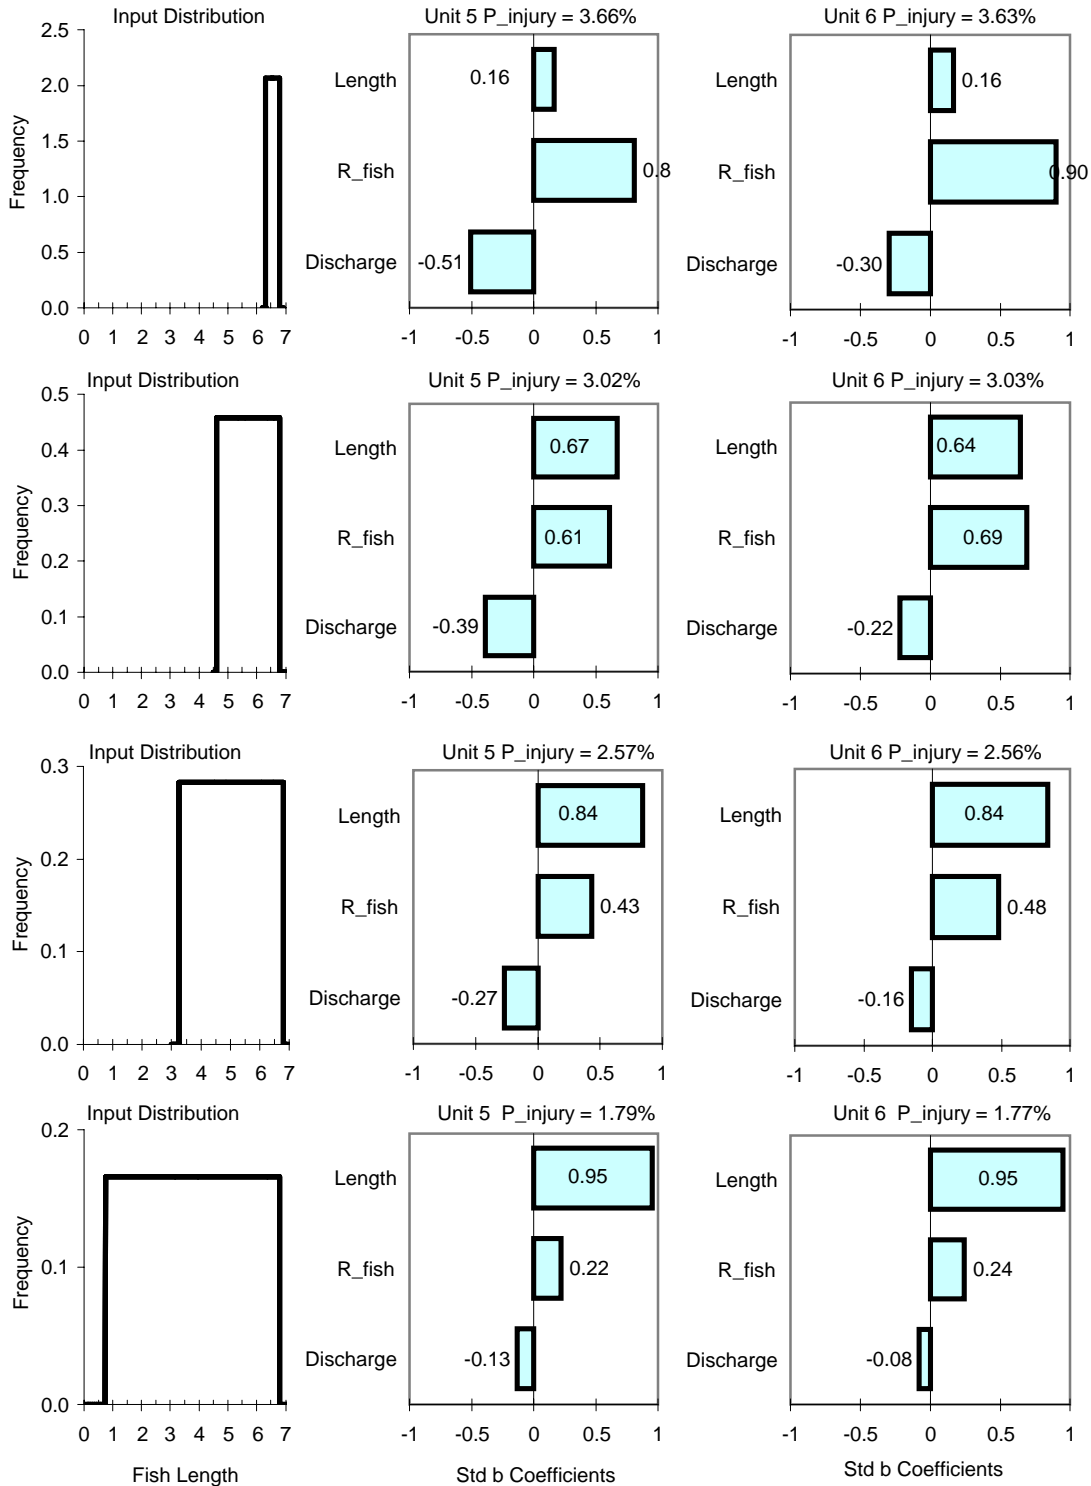 Input Distribution
Unit 5 P_injury = 3.66%
Unit 6 P_injury = 3.63%
Frequency
2.5
2.0
1.5
1.0
0.5
0.0
0 1 2 3 4 5 6 7
Length
0.16
R_fish
0.8
Discharge
-0.51
-1 -0.5 0 0.5 1
Length
0.16
R_fish
0.90
Discharge
-0.30
-1 -0.5 0 0.5 1
Input Distribution
Unit 5 P_injury = 3.02%
Unit 6 P_injury = 3.03%
Frequency
0.5
0.4
0.3
0.2
0.1
0.0
0 1 2 3 4 5 6 7
Length
0.67
R_fish
0.61
Discharge
-0.39
-1 -0.5 0 0.5 1
Length
0.64
R_fish
0.69
Discharge
-0.22
-1 -0.5 0 0.5 1
Input Distribution
Unit 5 P_injury = 2.57%
Unit 6 P_injury = 2.56%
Frequency
0.3
0.2
0.1
0.0
0 1 2 3 4 5 6 7
Length
0.84
R_fish
0.43
Discharge
-0.27
-1 -0.5 0 0.5 1
Length
0.84
R_fish
0.48
Discharge
-0.16
-1 -0.5 0 0.5 1
Input Distribution
Unit 5 P_injury = 1.79%
Unit 6 P_injury = 1.77%
Frequency
0.2
0.1
0.0
0 1 2 3 4 5 6 7
Fish Length
Length
0.95
R_fish
0.22
Discharge
-0.13
-1 -0.5 0 0.5 1
Std b Coefficients
Length
0.95
R_fish
0.24
Discharge
-0.08
-1 -0.5 0 0.5 1
Std b Coefficients